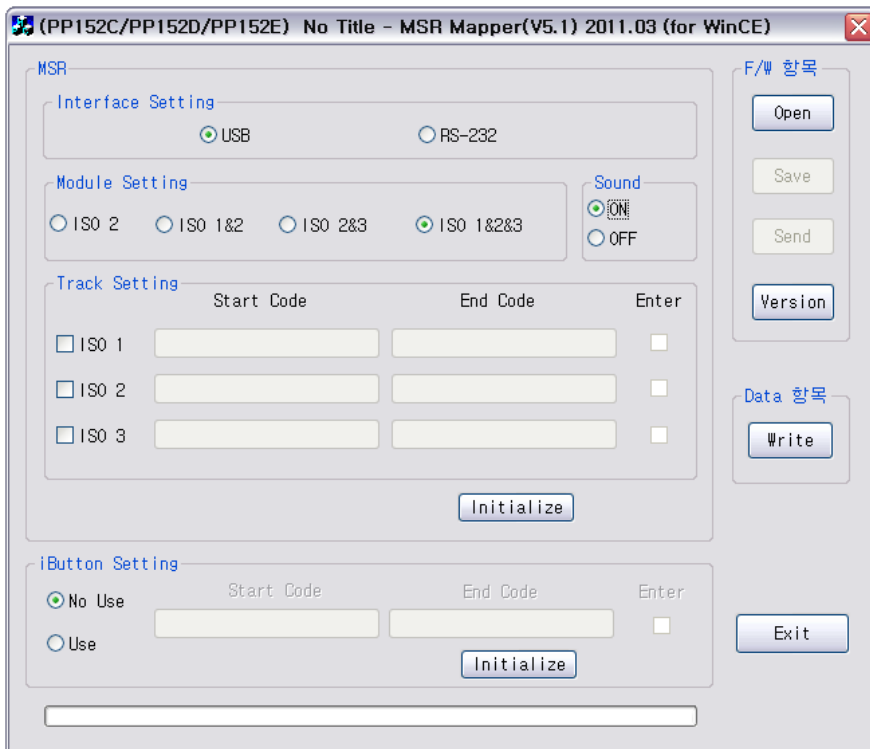 (PP152C/PP152D/PP152E) No Title - MSR Mapper(V5.1) 2011.03 (for WinCE)
MSR
Interface Setting
USB RS-232
Module Setting
ISO 2 ISO 1&2 ISO 2&3 ISO 1&2&3
Sound
ON
OFF
Track Setting
Start Code End Code Enter
ISO 1
ISO 2
ISO 3
Initialize
iButton Setting
Start Code End Code Enter
No Use
Use
Initialize
F/W 항목
Open
Save
Send
Version
Data 항목
Write
Exit